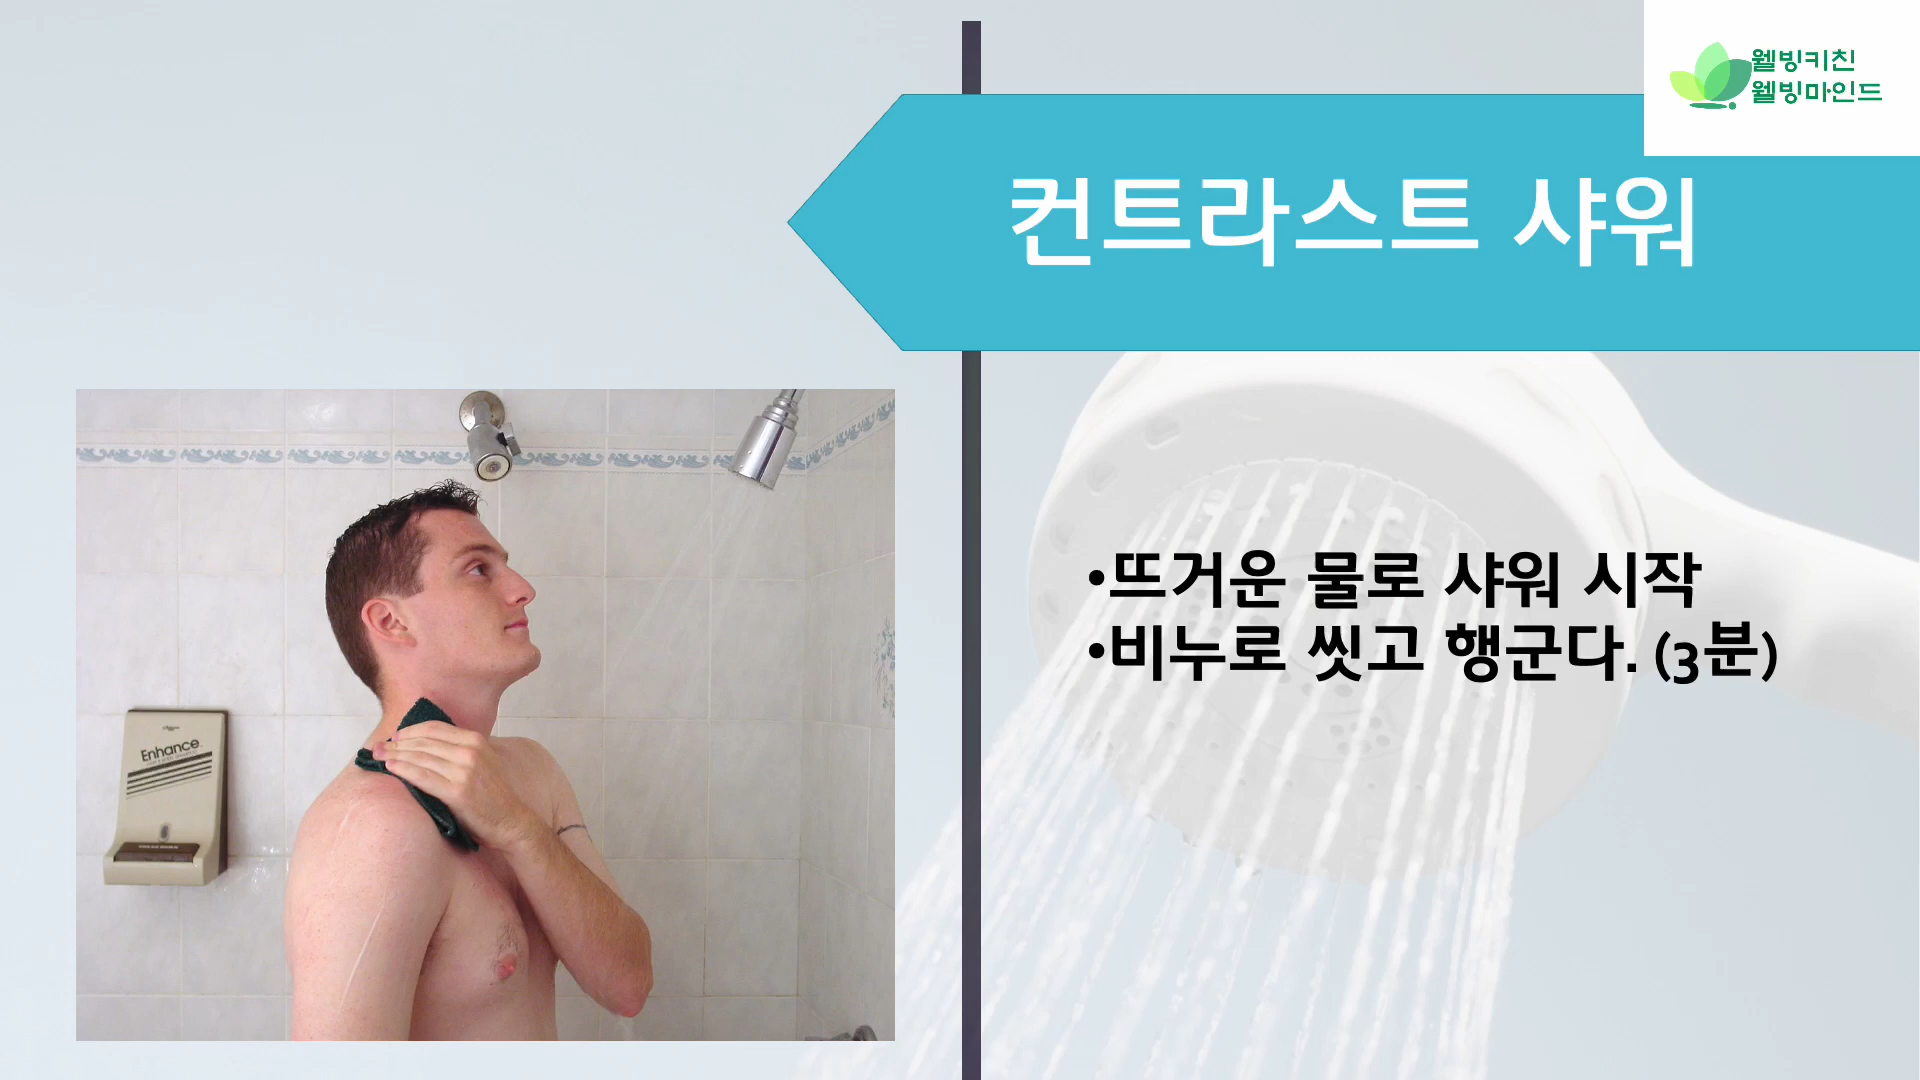 웰빙키친
웰빙마인드
컨트라스트 샤워
•뜨거운 물로 샤워 시작
•비누로 씻고 행군다. (3분)
Enhance